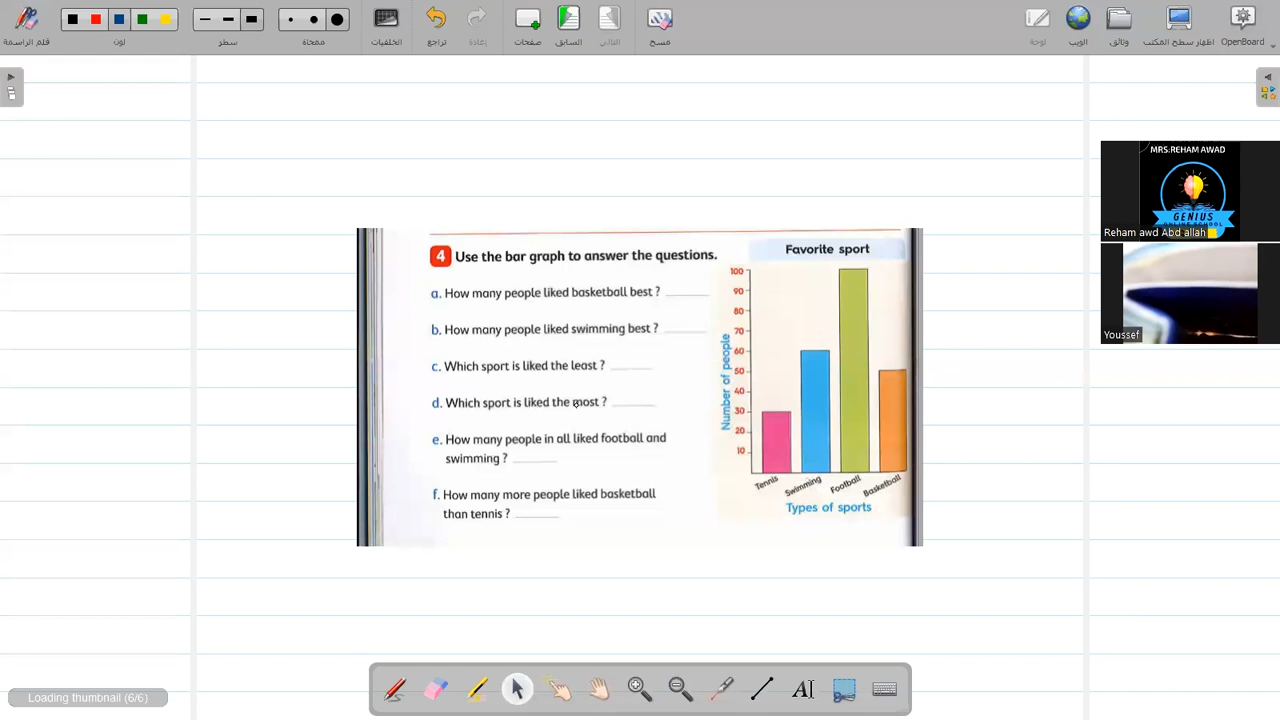 قلم الراسمة
لون
سطر
ممحاة
الخلفيات
تراجع
إعادة
صفحات
السابق
التالي
مسح
لوحة
الويب
وثائق
اظهار سطح المكتب
OpenBoard
MRS:REHAM AWAD
GENIUS
ONLINE SCHOOL
Reham awd Abd allah
Youssef
4 Use the bar graph to answer the questions.
a. How many people liked basketball best ?
b. How many people liked swimming best ?
c. Which sport is liked the least ?
d. Which sport is liked the most ?
e. How many people in all liked football and
swimming ?
f. How many more people liked basketball
than tennis ?
Favorite sport
100
90
80
70
60
50
40
30
20
10
Number of people
Tennis
Swimming
Football
Basketball
Types of sports
Loading thumbnail (6/6)
AI